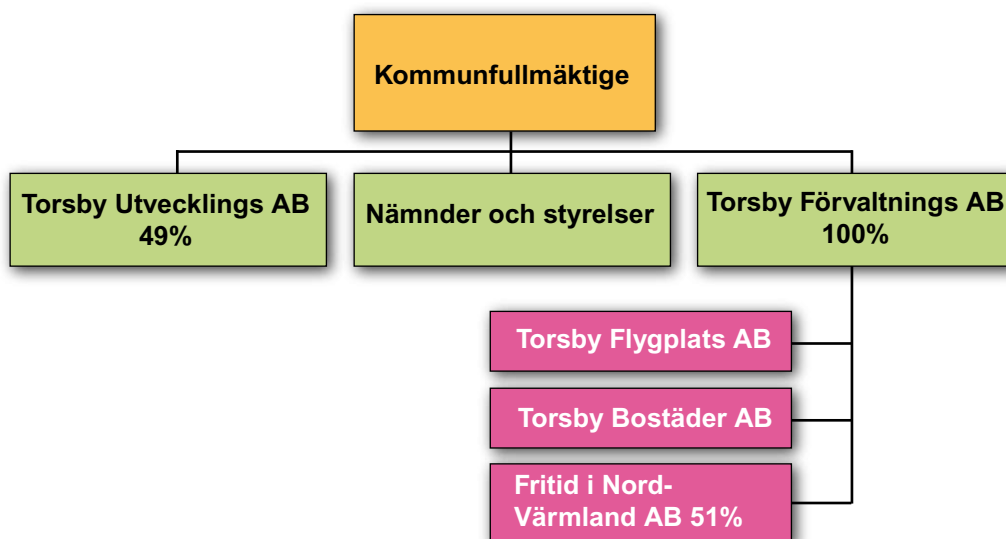 Kommunfullmäktige
Torsby Utvecklings AB
49%
Nämnder och styrelser
Torsby Förvaltnings AB
100%
Torsby Flygplats AB
Torsby Bostäder AB
Fritid i Nord-
Värmland AB 51%